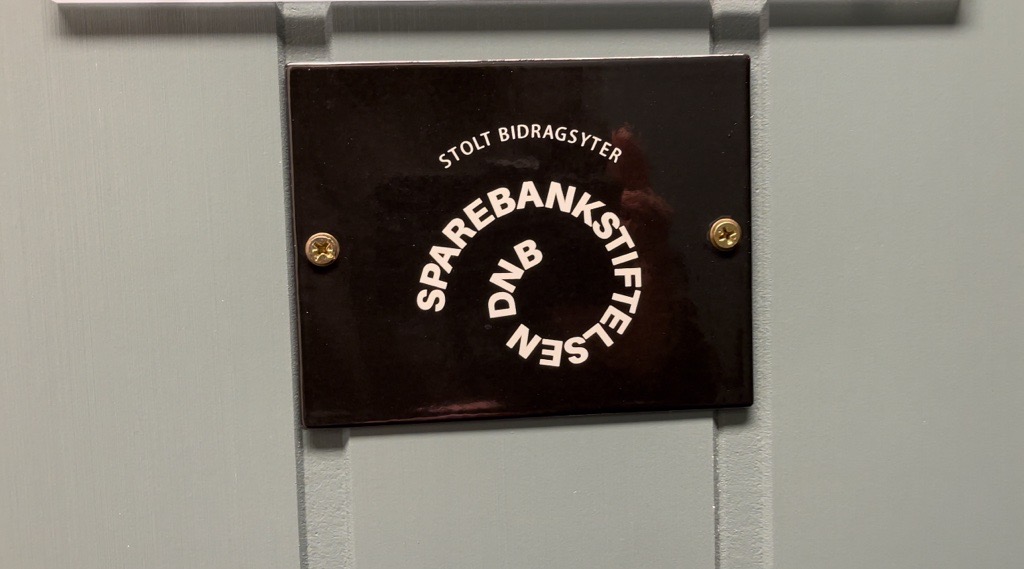 STOLT BIDRAGSYTER
SPAREBANKSTIFTELSEN DNB